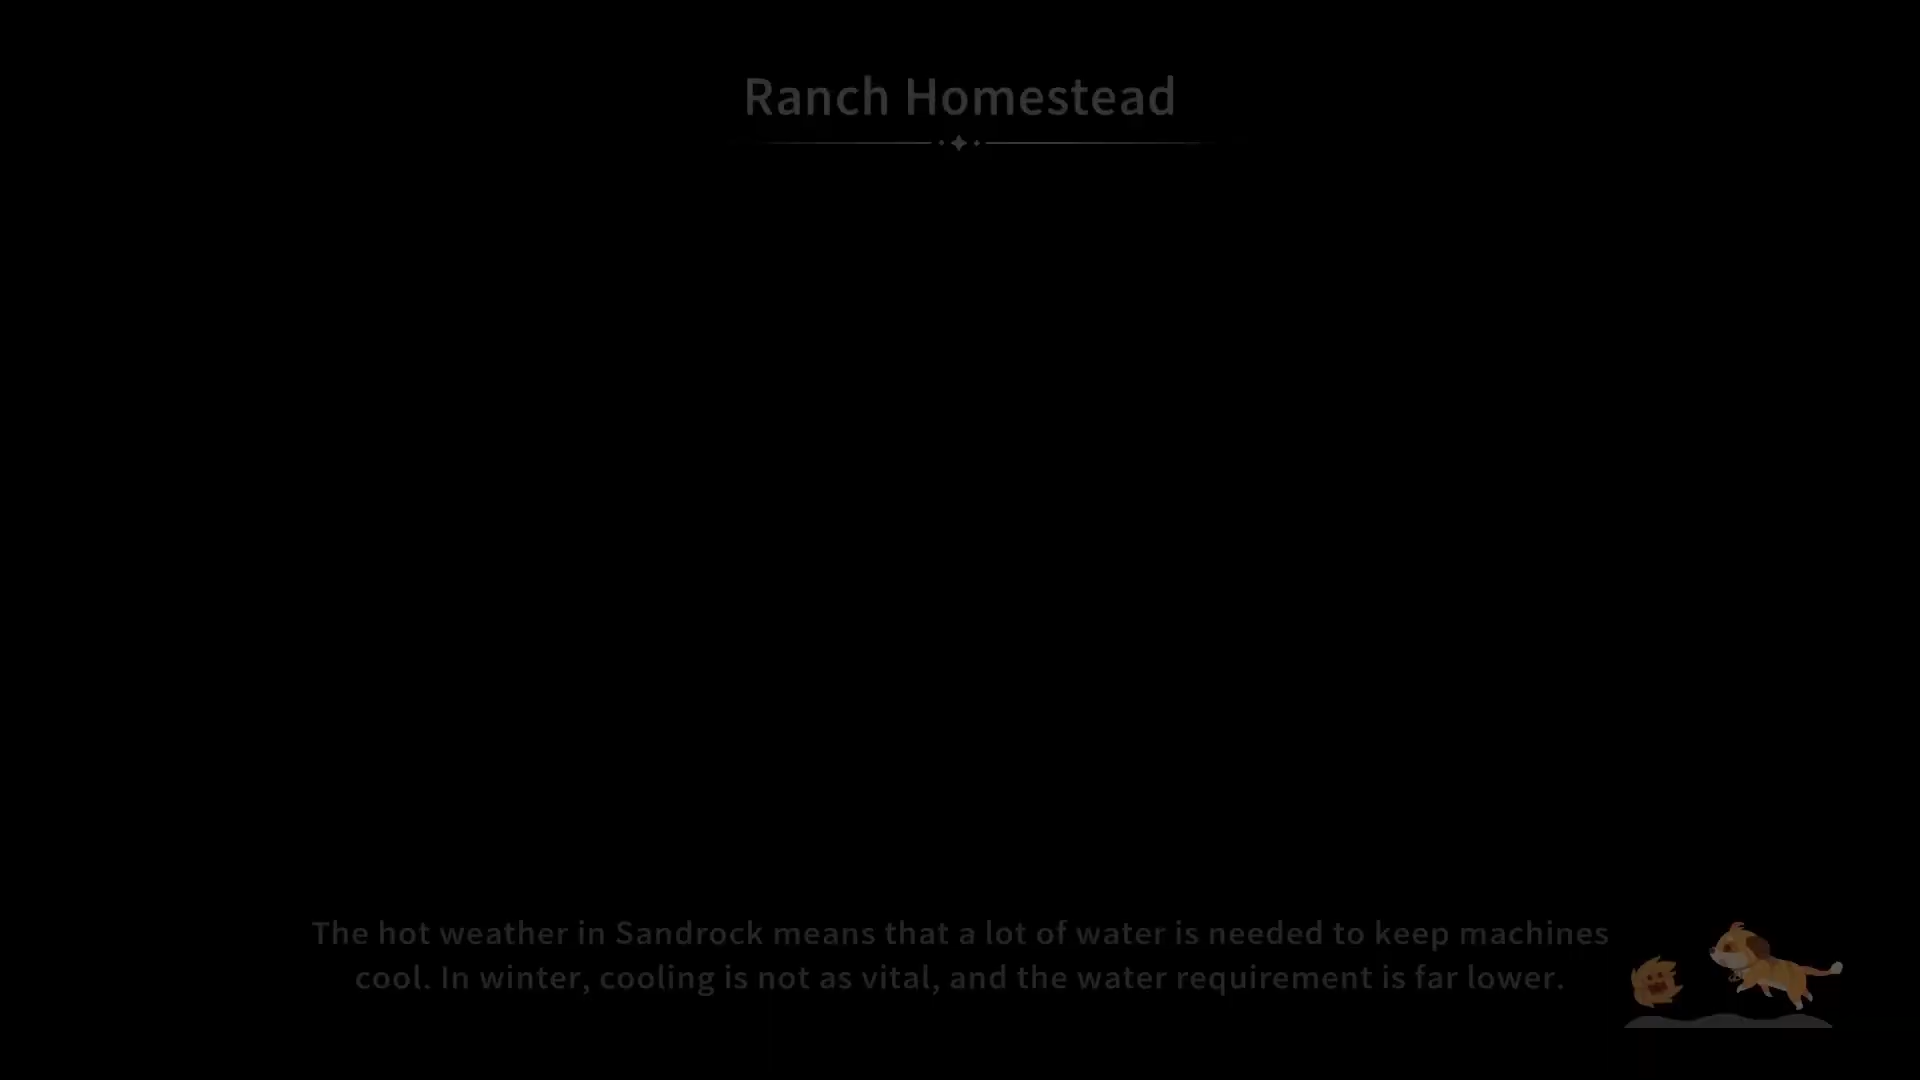 Ranch Homestead
The hot weather in Sandrock means that a lot of water is needed to keep machines
cool. In winter, cooling is not as vital, and the water requirement is far lower.